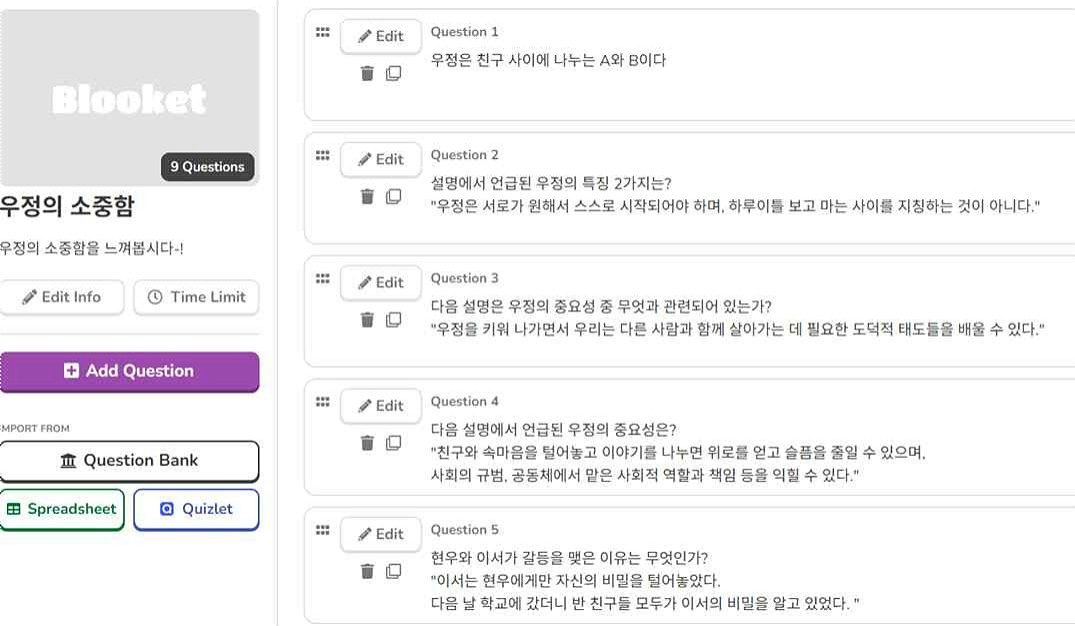 Blooket
9 Questions
우정의 소중함
우정의 소중함을 느껴봅시다-!
Edit Info
Time Limit
Add Question
IMPORT FROM
Question Bank
Spreadsheet
Quizlet
Edit
Question 1
우정은 친구 사이에 나누는 A와 B이다
Edit
Question 2
설명에서 언급된 우정의 특징 2가지는?
"우정은 서로가 원해서 스스로 시작되어야 하며, 하루이틀 보고 마는 사이를 지칭하는 것이 아니다."
Edit
Question 3
다음 설명은 우정의 중요성 중 무엇과 관련되어 있는가?
"우정을 키워 나가면서 우리는 다른 사람과 함께 살아가는 데 필요한 도덕적 태도들을 배울 수 있다."
Edit
Question 4
다음 설명에서 언급된 우정의 중요성은?
"친구와 속마음을 털어놓고 이야기를 나누면 위로를 얻고 슬픔을 줄일 수 있으며,
사회의 규범, 공동체에서 맡은 사회적 역할과 책임 등을 익힐 수 있다."
Edit
Question 5
현우와 이서가 갈등을 맺은 이유는 무엇인가?
"이서는 현우에게만 자신의 비밀을 털어놓았다.
다음 날 학교에 갔더니 반 친구들 모두가 이서의 비밀을 알고 있었다. "